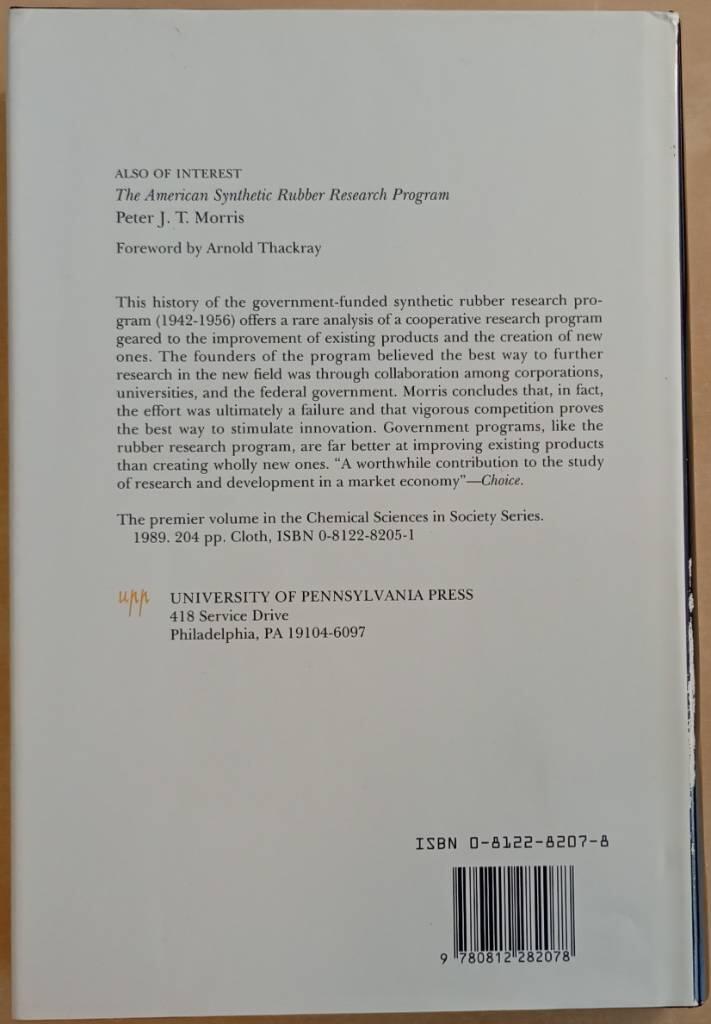 ALSO OF INTEREST
The American Synthetic Rubber Research Program
Peter J. T. Morris
Foreword by Arnold Thackray
This history of the government-funded synthetic rubber research pro-
gram (1942-1956) offers a rare analysis of a cooperative research program
geared to the improvement of existing products and the creation of new
ones. The founders of the program believed the best way to further
research in the new field was through collaboration among corporations,
universities, and the federal government. Morris concludes that, in fact,
the effort was ultimately a failure and that vigorous competition proves
the best way to stimulate innovation. Government programs, like the
rubber research program, are far better at improving existing products
than creating wholly new ones. “A worthwhile contribution to the study
of research and development in a market economy”—Choice.
The premier volume in the Chemical Sciences in Society Series.
1989. 204 pp. Cloth, ISBN 0-8122-8205-1
upp
UNIVERSITY OF PENNSYLVANIA PRESS
418 Service Drive
Philadelphia, PA 19104-6097
ISBN 0-8122-8207-8
9 780812 282078